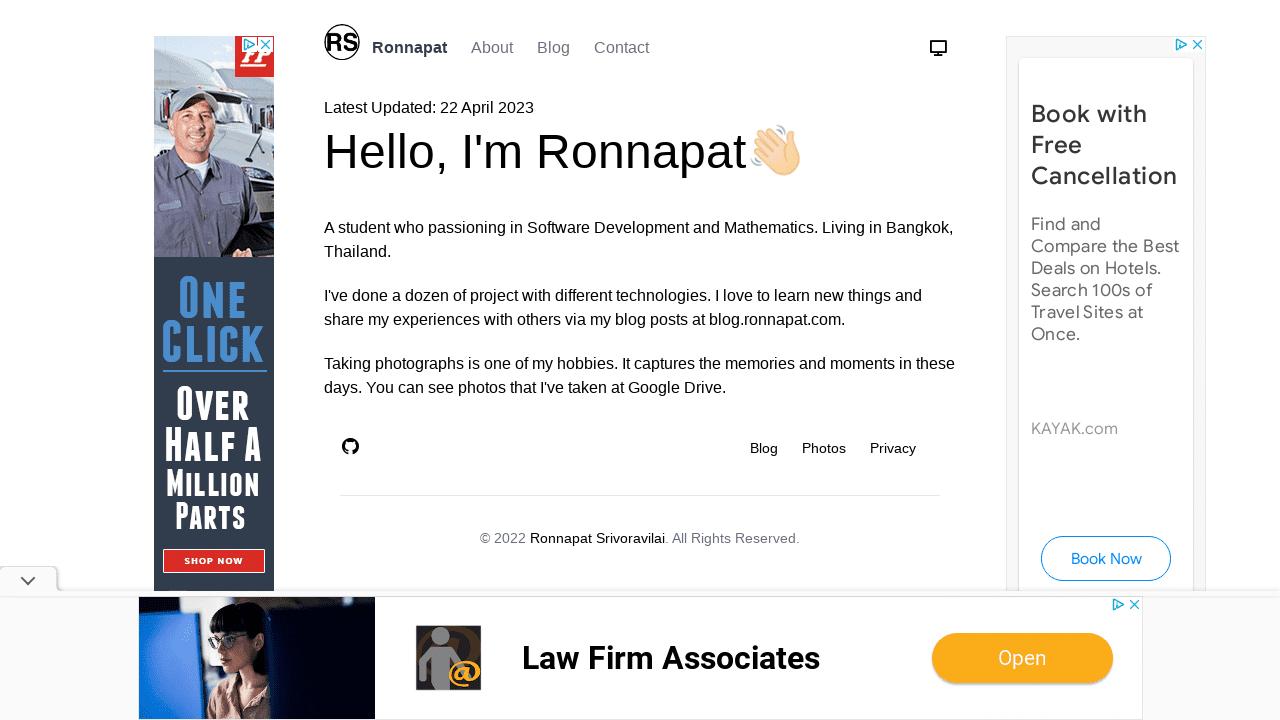 RS
Ronnapat
About
Blog
Contact
Latest Updated: 22 April 2023
Hello, I'm Ronnapat👋
A student who passioning in Software Development and Mathematics. Living in Bangkok,
Thailand.
I've done a dozen of project with different technologies. I love to learn new things and
share my experiences with others via my blog posts at blog.ronnapat.com.
Taking photographs is one of my hobbies. It captures the memories and moments in these
days. You can see photos that I've taken at Google Drive.
Blog
Photos
Privacy
© 2022 Ronnapat Srivoravilai. All Rights Reserved.
ONE
CLICK
OVER
HALF A
MILLION
PARTS
SHOP NOW
Book with
Free
Cancellation
Find and
Compare the Best
Deals on Hotels.
Search 100s of
Travel Sites at
Once.
KAYAK.com
Book Now
Law Firm Associates
Open